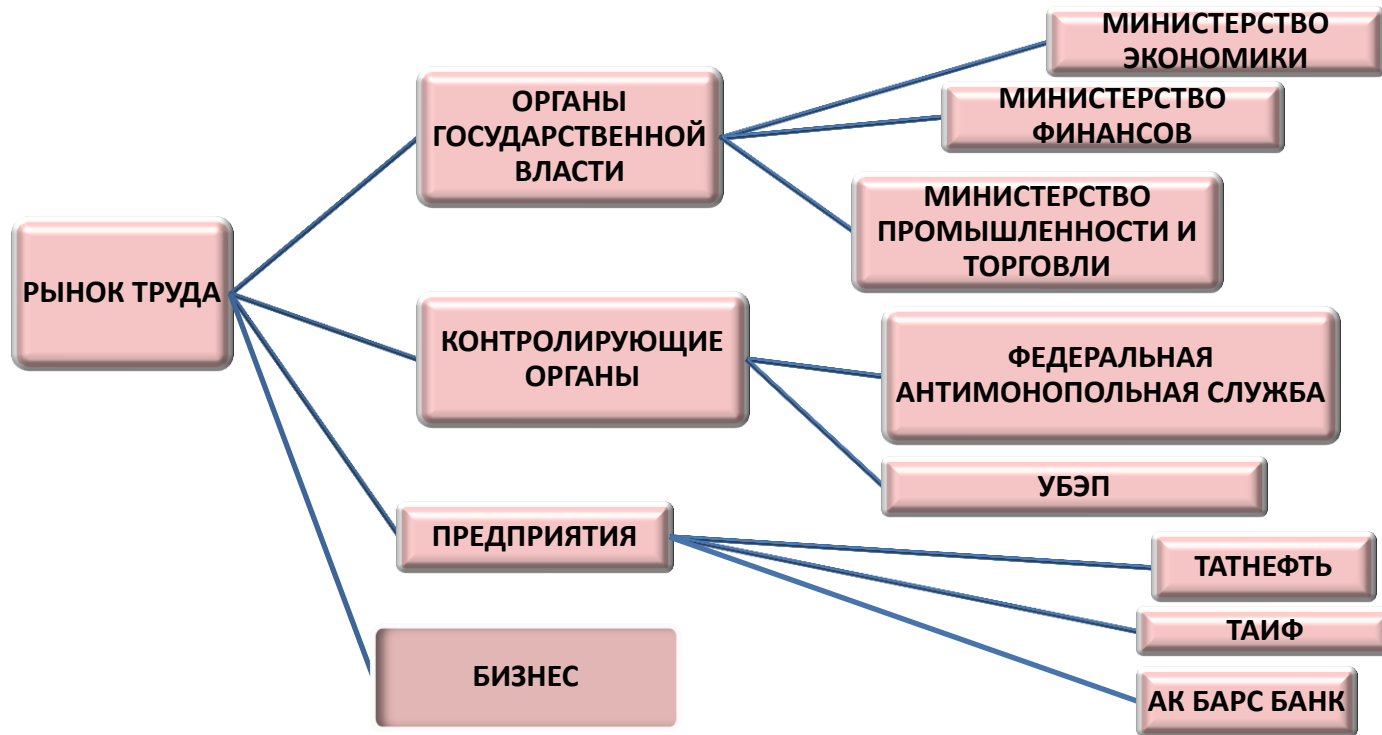 РЫНОК ТРУДА
ОРГАНЫ
ГОСУДАРСТВЕННОЙ
ВЛАСТИ
МИНИСТЕРСТВО
ЭКОНОМИКИ
МИНИСТЕРСТВО
ФИНАНСОВ
МИНИСТЕРСТВО
ПРОМЫШЛЕННОСТИ И
ТОРГОВЛИ
КОНТРОЛИРУЮЩИЕ
ОРГАНЫ
ФЕДЕРАЛЬНАЯ
АНТИМОНОПОЛЬНАЯ СЛУЖБА
УБЭП
ПРЕДПРИЯТИЯ
ТАТНЕФТЬ
ТАИФ
АК БАРС БАНК
БИЗНЕС